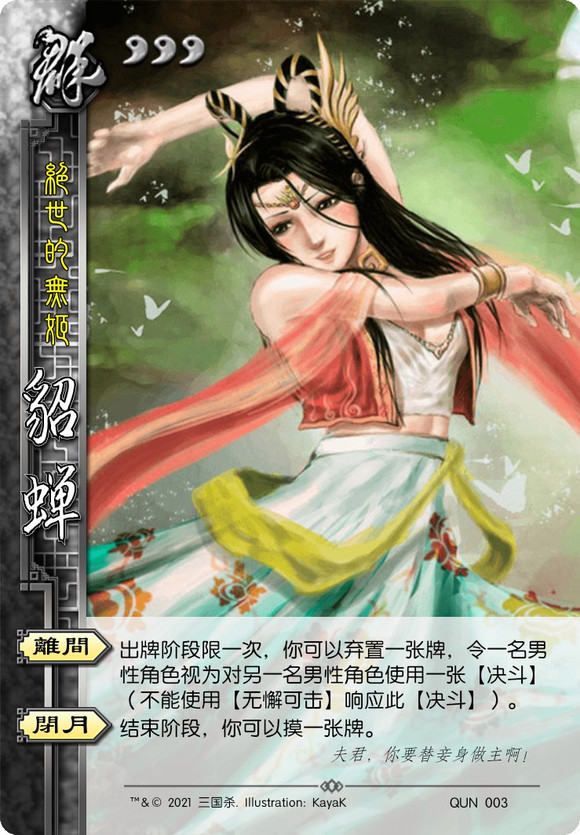 群
絕世的無姬
貂蝉
離間
出牌阶段限一次，你可以弃置一张牌，令一名男
性角色视为对另一名男性角色使用一张【决斗】
（不能使用【无懈可击】响应此【决斗】）。
閉月
结束阶段，你可以摸一张牌。
夫君，你要替妾身做主啊！
™&© 2021 三国杀. Illustration: KayaK
QUN 003